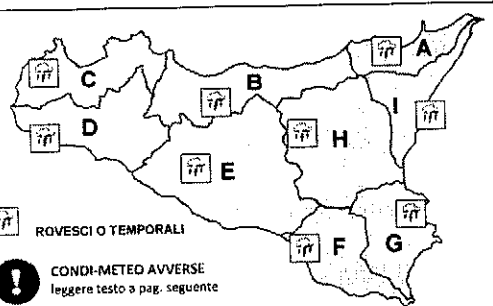 A
C
B
I
D
H
E
F
G
ROVESCI O TEMPORALI
! CONDI-METEO AVVERSE
leggere testo a pag. seguente